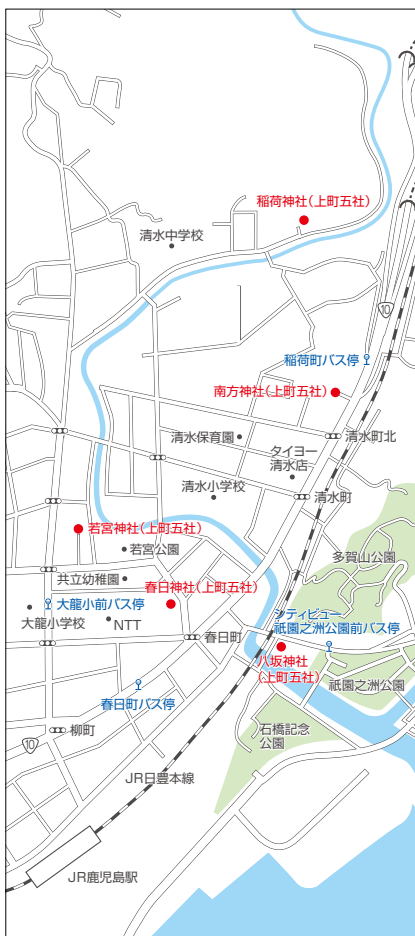 稲荷神社（上町五社）
清水中学校
10
稲荷町バス停
南方神社（上町五社）
清水町北
清水保育園
タイヨー
清水店
清水小学校
清水町
若宮神社（上町五社）
若宮公園
多賀山公園
共立幼稚園
春日神社（上町五社）
大龍小前バス停
大龍小学校
NTT
シティビュー
祇園之洲公園前バス停
春日町
八坂神社
（上町五社）
祇園之洲公園
春日町バス停
石橋記念
公園
柳町
10
JR日豊本線
JR鹿児島駅